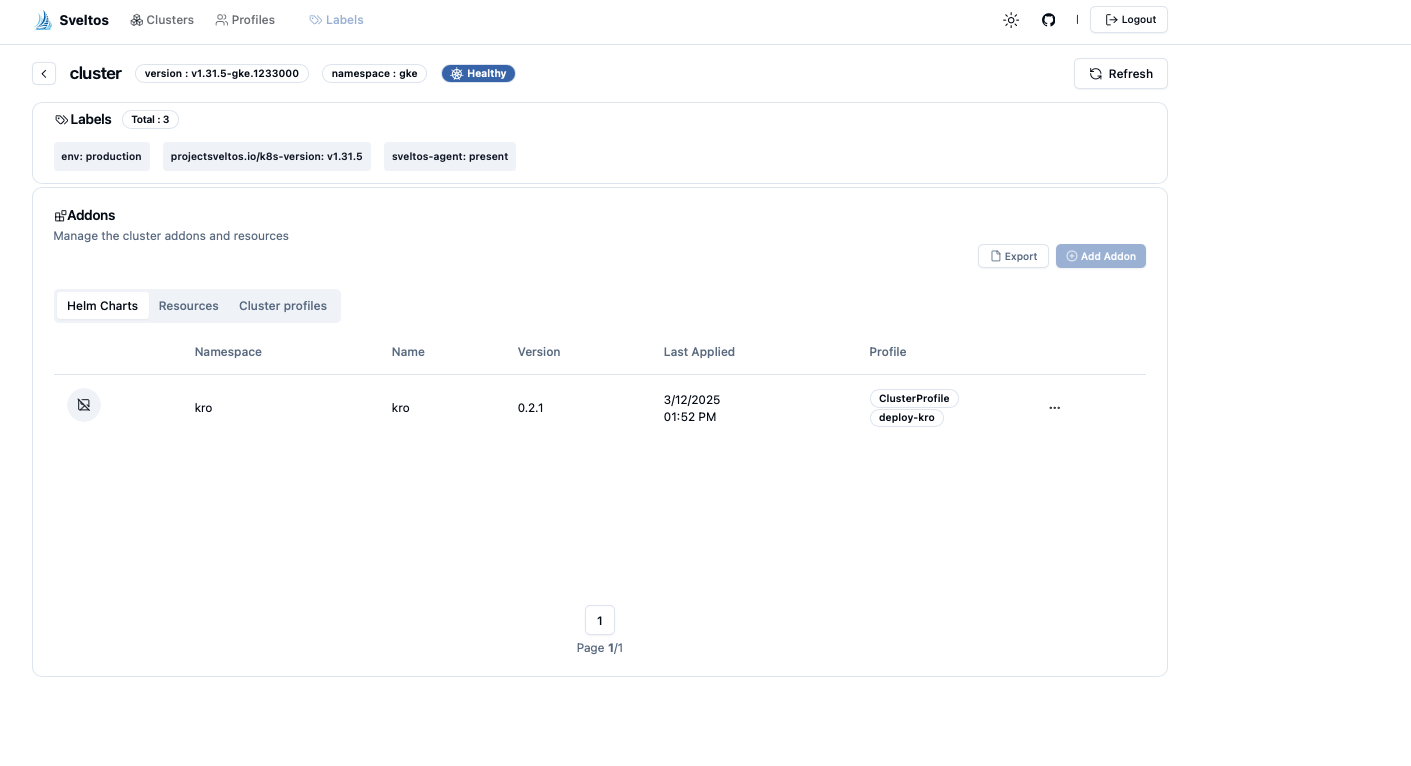 Sveltos Clusters Profiles Labels | Logout
cluster version : v1.31.5-gke.1233000 namespace : gke Healthy Refresh
Labels Total : 3
env: production projectsveltos.io/k8s-version: v1.31.5 sveltos-agent: present
Addons
Manage the cluster addons and resources
Export Add Addon
Helm Charts Resources Cluster profiles
Namespace Name Version Last Applied Profile
kro kro 0.2.1 3/12/2025 01:52 PM ClusterProfile deploy-kro ...
1
Page 1/1